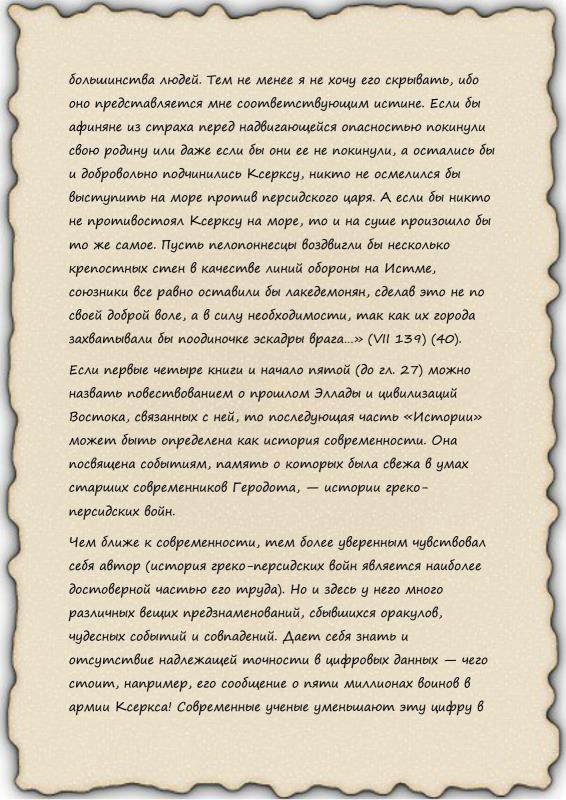 большинства людей. Тем не менее я не хочу его скрывать, ибо
оно представляется мне соответствующим истине. Если бы
афиняне из страха перед надвигающейся опасностью покинули
свою родину или даже если бы они ее не покинули, а остались бы
и добровольно подчинились Ксерксу, никто не осмелился бы
выступить на море против персидского царя. А если бы никто
не противостоял Ксерксу на море, то и на суше произошло бы
то же самое. Пусть пелопоннесцы воздвигли бы несколько
крепостных стен в качестве линий обороны на Истме,
союзники все равно оставили бы лакедемонян, сделав это не по
своей доброй воле, а в силу необходимости, так как их города
захватывали бы поодиночке эскадры врага...» (VII 139) (40).
Если первые четыре книги и начало пятой (до гл. 27) можно
назвать повествованием о прошлом Эллады и цивилизаций
Востока, связанных с ней, то последующая часть «Истории»
может быть определена как история современности. Она
посвящена событиям, память о которых была свежа в умах
старших современников Геродота, — истории греко-
персидских войн.
Чем ближе к современности, тем более уверенным чувствовал
себя автор (история греко-персидских войн является наиболее
достоверной частью его труда). Но и здесь у него много
различных вещих предзнаменований, сбывшихся оракулов,
чудесных событий и совпадений. Дает себя знать и
отсутствие надлежащей точности в цифровых данных — чего
стоит, например, его сообщение о пяти миллионах воинов в
армии Ксеркса! Современные ученые уменьшают эту цифру в